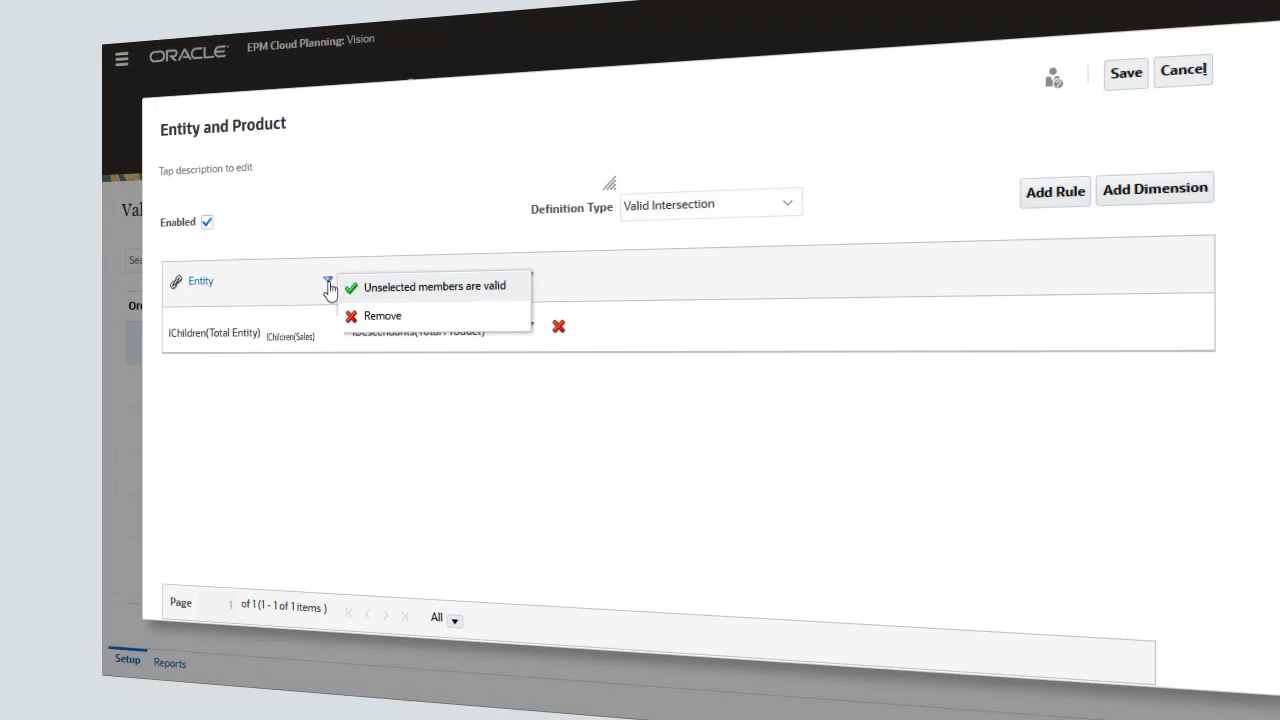 ORACLE EPM Cloud Planning: Vision
Save Cancel
Entity and Product
Tap description to edit
Enabled
Definition Type Valid Intersection
Add Rule Add Dimension
Entity
Unselected members are valid
Remove
IChildren(Total Entity) IChildren(Sales) IDescendants(Total Product)
Page 1 of 1 (1 - 1 of 1 items) All
Setup Reports